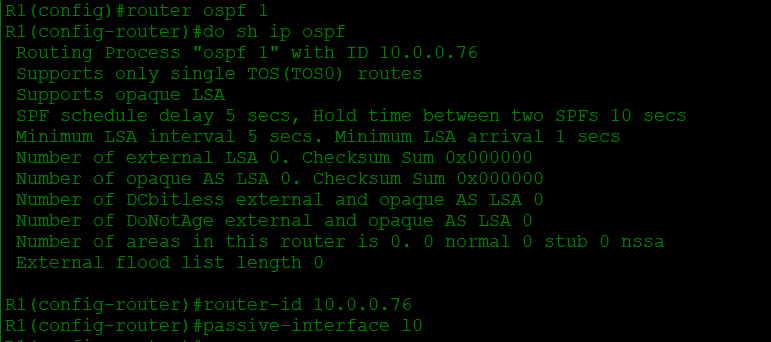 R1(config)#router ospf 1
R1(config-router)#do sh ip ospf
Routing Process "ospf 1" with ID 10.0.0.76
Supports only single TOS(TOS0) routes
Supports opaque LSA
SPF schedule delay 5 secs, Hold time between two SPFs 10 secs
Minimum LSA interval 5 secs. Minimum LSA arrival 1 secs
Number of external LSA 0. Checksum Sum 0x000000
Number of opaque AS LSA 0. Checksum Sum 0x000000
Number of DCbitless external and opaque AS LSA 0
Number of DoNotAge external and opaque AS LSA 0
Number of areas in this router is 0. 0 normal 0 stub 0 nssa
External flood list length 0
R1(config-router)#router-id 10.0.0.76
R1(config-router)#passive-interface l0